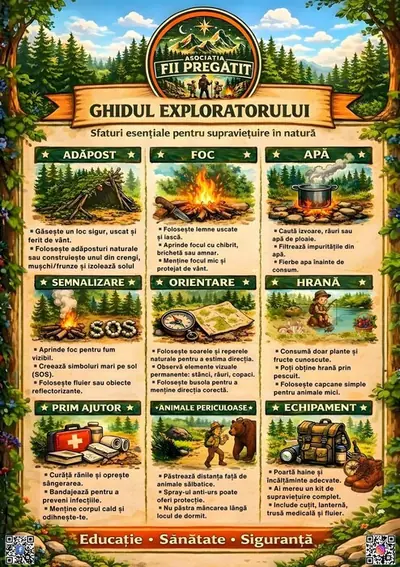 ASOCIAȚIA
FII PREGĂTIT
GHIDUL EXPLORATORULUI
Sfaturi esențiale pentru supraviețuire în natură
ADĂPOST
▪ Găsește un loc sigur, uscat și
ferit de vânt.
▪ Folosește adăposturi naturale
sau construiește unul din crengi,
mușchi/frunze și izolează solul
FOC
▪ Folosește lemne uscate
și iască.
▪ Aprinde focul cu chibrit,
brichetă sau amnar.
▪ Menține focul mic și
protejat de vânt.
APĂ
▪ Caută izvoare, râuri sau
apă de ploaie.
▪ Filtrează impuritățile din
apă.
▪ Fierbe apa înainte de
consum.
SEMNALIZARE
SOS
▪ Aprinde foc pentru fum
vizibil.
▪ Creează simboluri mari pe sol
(SOS).
▪ Folosește fluier sau obiecte
reflectorizante.
ORIENTARE
▪ Folosește soarele și reperele
naturale pentru a estima direcția.
▪ Observă elemente vizuale
permanente: stânci, râuri, copaci.
▪ Folosește busola pentru a
menține direcția corectă.
HRANĂ
▪ Consumă doar plante și
fructe cunoscute.
▪ Poți obține hrană prin
pescuit.
▪ Folosește capcane simple
pentru animale mici.
PRIM AJUTOR
▪ Curăță rănile și oprește
sângerarea.
▪ Bandajează pentru a
preveni infecțiile.
▪ Menține corpul cald și
odihnește-te.
ANIMALE PERICULOASE
▪ Păstrează distanța față de
animale sălbatice.
▪ Spray-ul anti-urs poate
oferi protecție.
▪ Nu păstra mâncarea lângă
locul de dormit.
ECHIPAMENT
▪ Poartă haine și
încălțăminte adecvate.
▪ Ai mereu un kit de
supraviețuire complet.
▪ Include cuțit, lanternă,
trusă medicală și fluier.
Educație • Sănătate • Siguranță